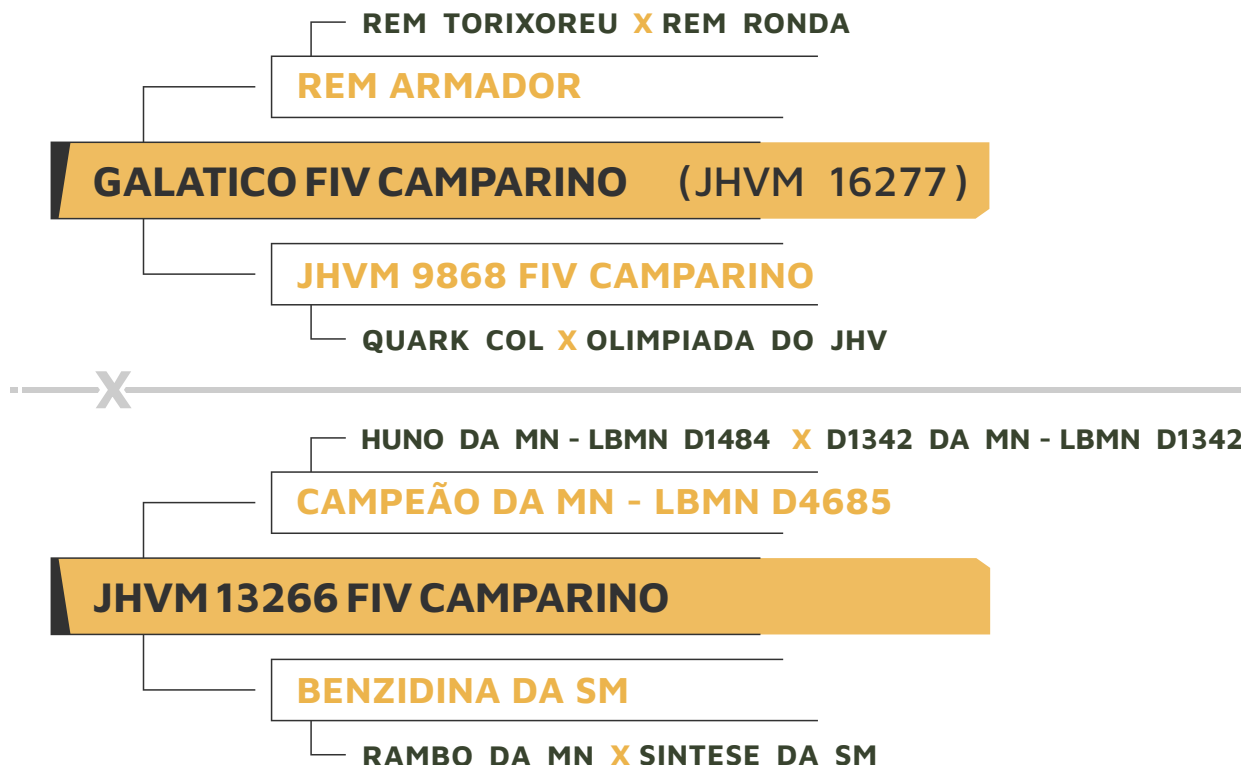 REM TORIXOREU X REM RONDA
REM ARMADOR
GALATICO FIV CAMPARINO (JHVM 16277)
JHVM 9868 FIV CAMPARINO
QUARK COL X OLIMPIADA DO JHV
X
HUNO DA MN - LBMN D1484 X D1342 DA MN - LBMN D1342
CAMPEÃO DA MN - LBMN D4685
JHVM 13266 FIV CAMPARINO
BENZIDINA DA SM
RAMBO DA MN X SINTESE DA SM